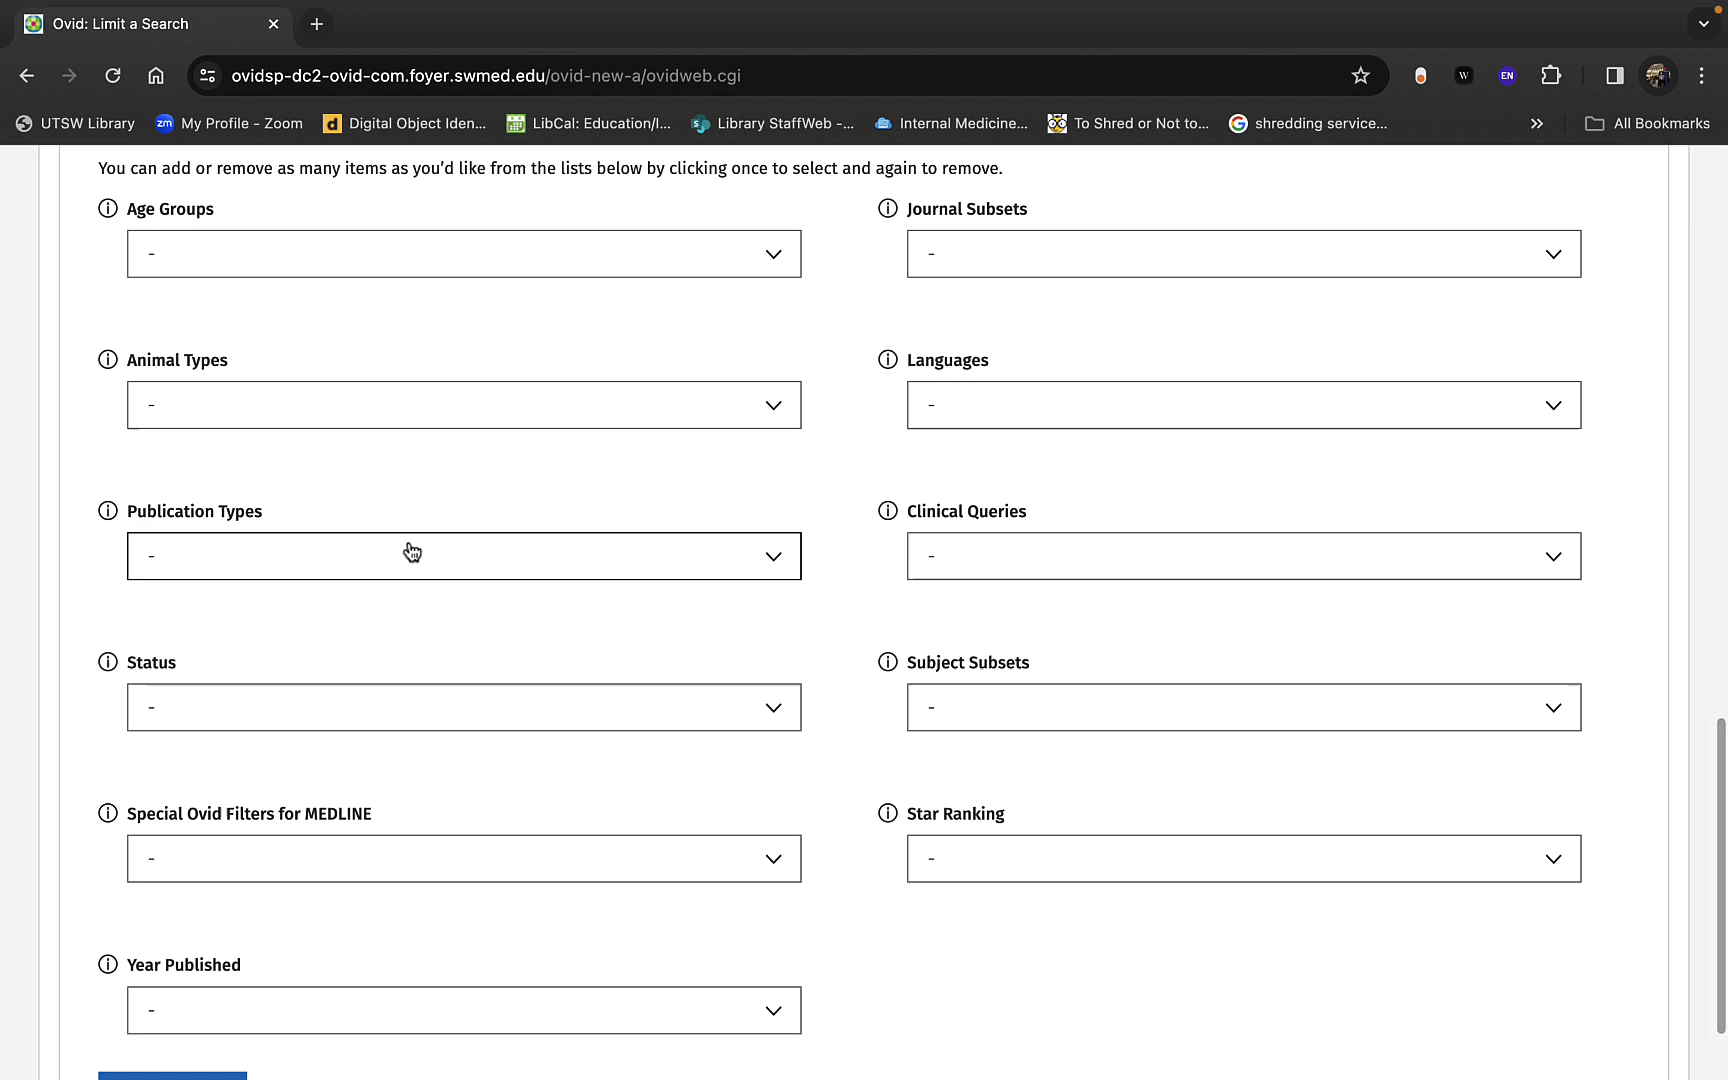 Ovid: Limit a Search
ovidsp-dc2-ovid-com.foyer.swmed.edu/ovid-new-a/ovidweb.cgi
W
EN
UTSW Library
zm My Profile - Zoom
d Digital Object Iden...
LibCal: Education/I...
Library StaffWeb -...
Internal Medicine...
To Shred or Not to...
G shredding service...
All Bookmarks
You can add or remove as many items as you’d like from the lists below by clicking once to select and again to remove.
Age Groups
-
Journal Subsets
-
Animal Types
-
Languages
-
Publication Types
-
Clinical Queries
-
Status
-
Subject Subsets
-
Special Ovid Filters for MEDLINE
-
Star Ranking
-
Year Published
-